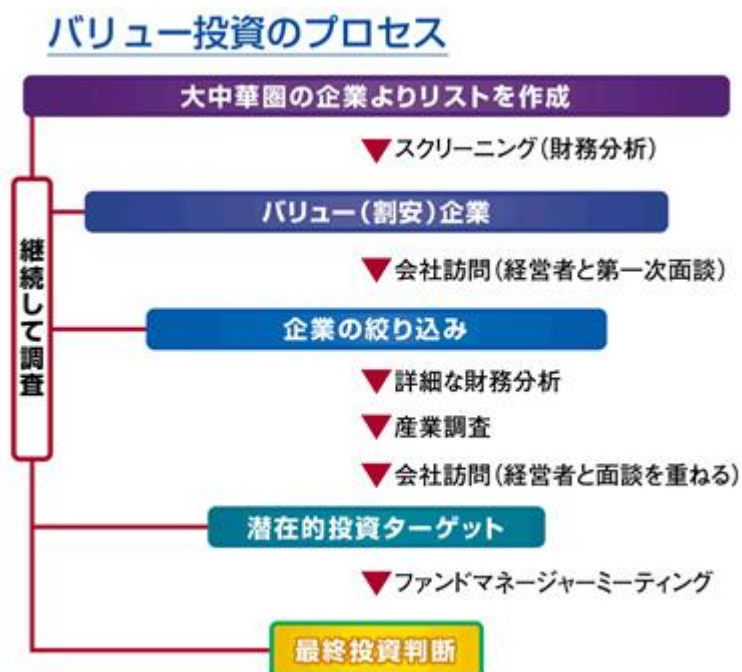 バリュー投資のプロセス
大中華圏の企業よりリストを作成
▼スクリーニング(財務分析)
バリュー(割安)企業
▼会社訪問(経営者と第一次面談)
継続して調査
企業の絞り込み
▼詳細な財務分析
▼産業調査
▼会社訪問(経営者と面談を重ねる)
潜在的投資ターゲット
▼ファンドマネージャーミーティング
最終投資判断